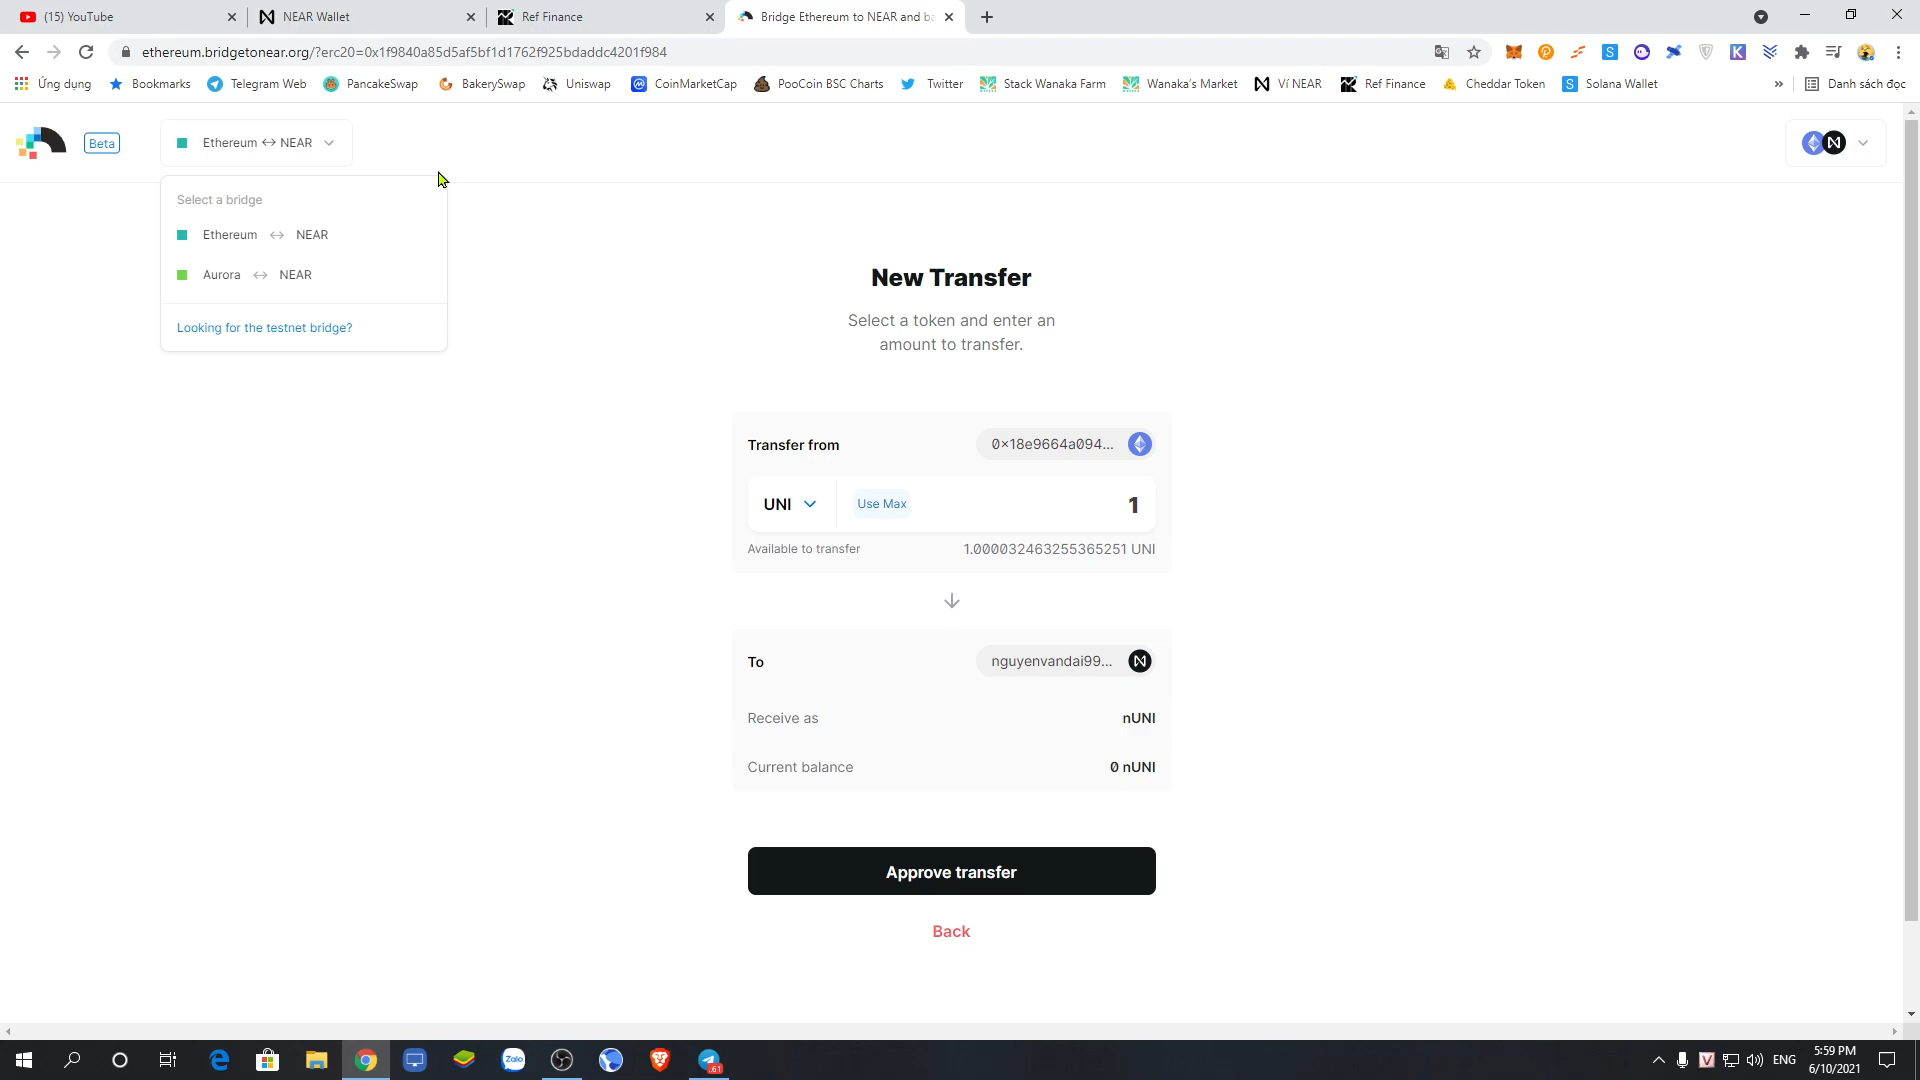 (15) YouTube
NEAR Wallet
Ref Finance
Bridge Ethereum to NEAR and ba
ethereum.bridgetonear.org/?erc20=0x1f9840a85d5af5bf1d1762f925bdaddc4201f984
Ứng dụng
Bookmarks
Telegram Web
PancakeSwap
BakerySwap
Uniswap
CoinMarketCap
PooCoin BSC Charts
Twitter
Stack Wanaka Farm
Wanaka's Market
Ví NEAR
Ref Finance
Cheddar Token
Solana Wallet
»
Danh sách đọc
Beta
Ethereum ↔ NEAR
Select a bridge
Ethereum ↔ NEAR
Aurora ↔ NEAR
Looking for the testnet bridge?
New Transfer
Select a token and enter an
amount to transfer.
Transfer from
0×18e9664a094...
UNI
Use Max
1
Available to transfer
1.000032463255365251 UNI
To
nguyenvandai99...
Receive as
nUNI
Current balance
0 nUNI
Approve transfer
Back
Zalo
61
ENG
5:59 PM
6/10/2021